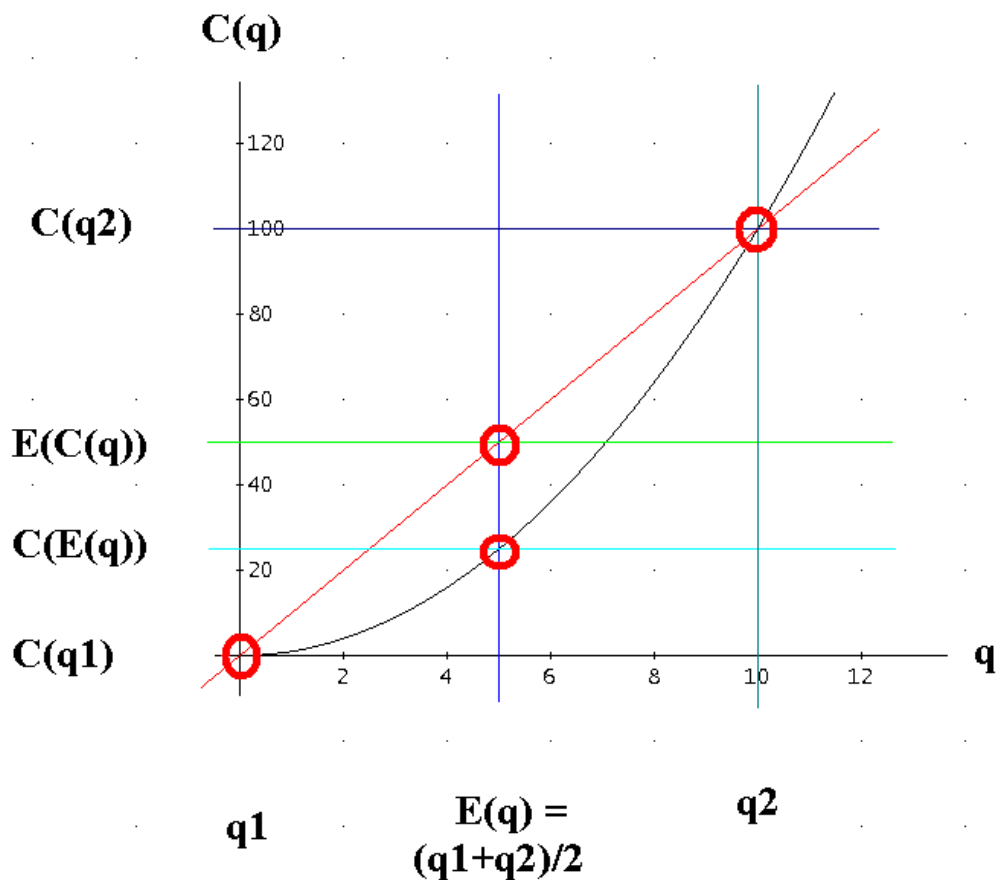 C(q)
120
C(q2)
100
80
60
E(C(q))
40
C(E(q))
20
C(q1)
2 4 6 8 10 12
q
q1
E(q) =
(q1+q2)/2
q2